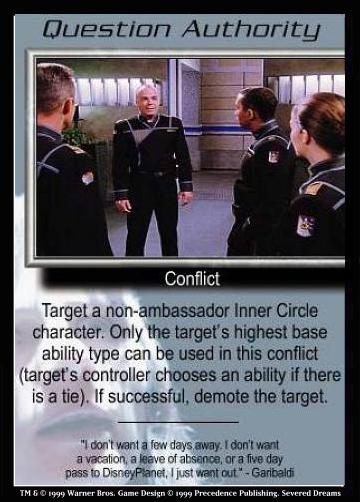 Question Authority
Conflict
Target a non-ambassador Inner Circle
character. Only the target's highest base
ability type can be used in this conflict
(target's controller chooses an ability if there
is a tie). If successful, demote the target.
"I don't want a few days away. I don't want
a vacation, a leave of absence, or a five day
pass to DisneyPlanet, I just want out." - Garibaldi
TM & © 1999 Warner Bros. Game Design © 1999 Precedence Publishing. Severed Dreams